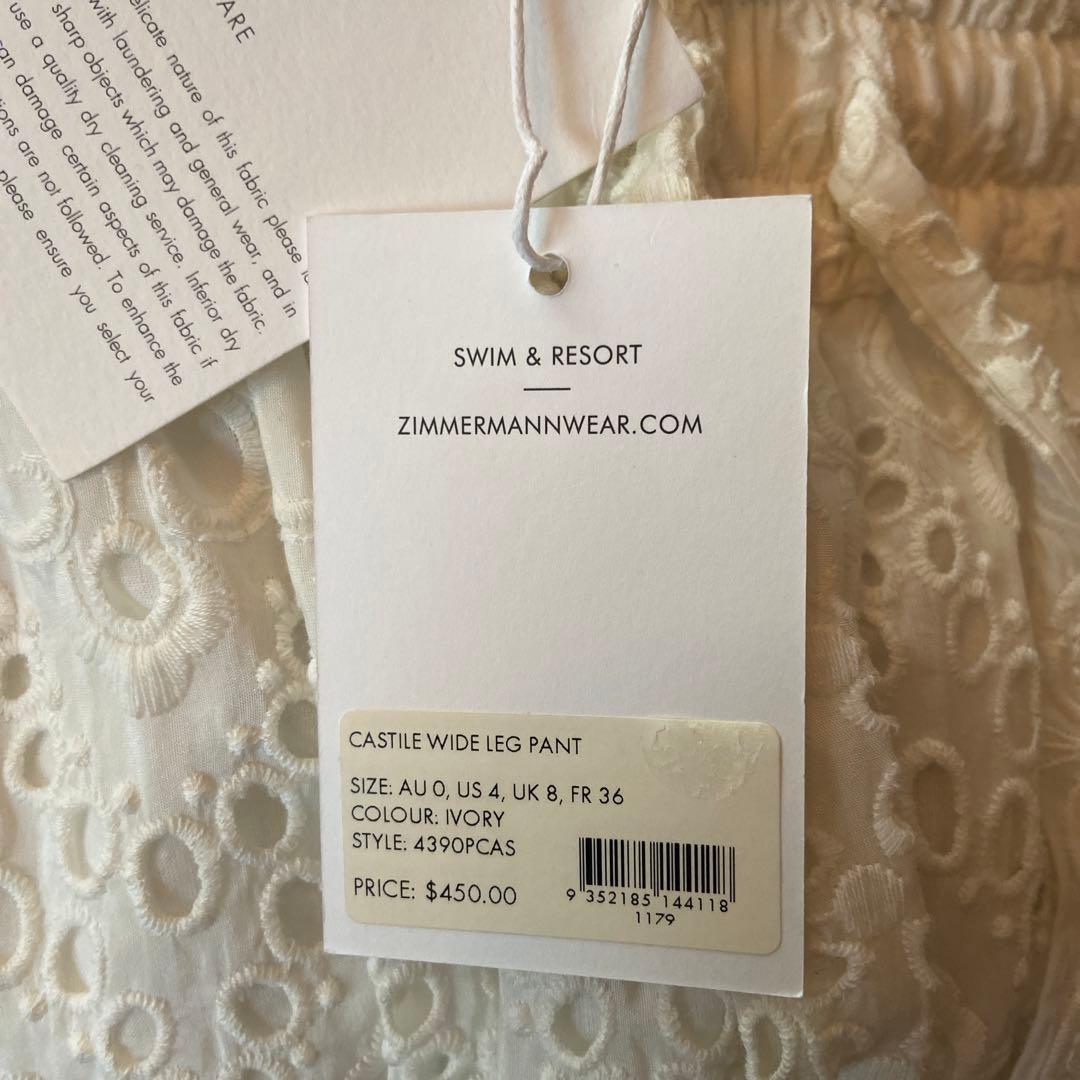 ARE
delicate nature of this fabric please
with laundering and general wear, and in
sharp objects which may damage the fabric.
use a quality dry cleaning service. Inferior dry
can damage certain aspects of this fabric if
are not followed. To enhance the
please ensure you select your
SWIM & RESORT
ZIMMERMANNWEAR.COM
CASTILE WIDE LEG PANT
SIZE: AU 0, US 4, UK 8, FR 36
COLOUR: IVORY
STYLE: 4390PCAS
PRICE: $450.00
9 352185 144118
1179